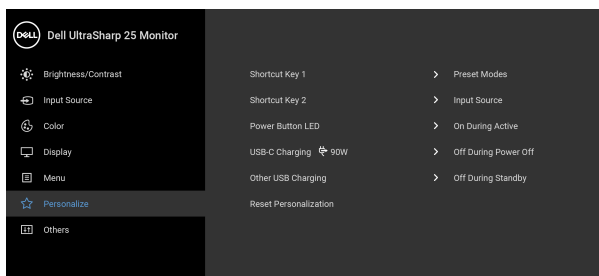 DELL Dell UltraSharp 25 Monitor
Brightness/Contrast
Input Source
Color
Display
Menu
Personalize
Others
Shortcut Key 1 > Preset Modes
Shortcut Key 2 > Input Source
Power Button LED > On During Active
USB-C Charging 90W > Off During Power Off
Other USB Charging > Off During Standby
Reset Personalization